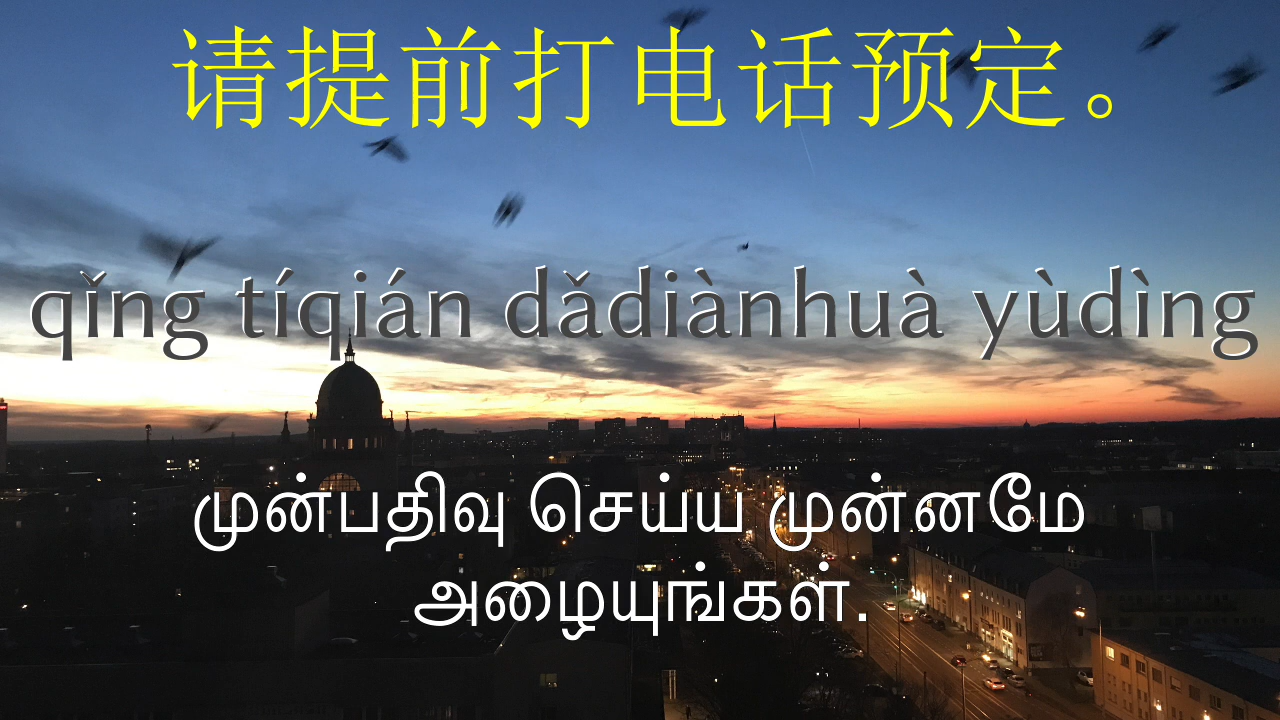 请提前打电话预定。
qǐng tíqián dǎdiànhuà yùdìng
முன்பதிவு செய்ய முன்னமே
அழையுங்கள்.